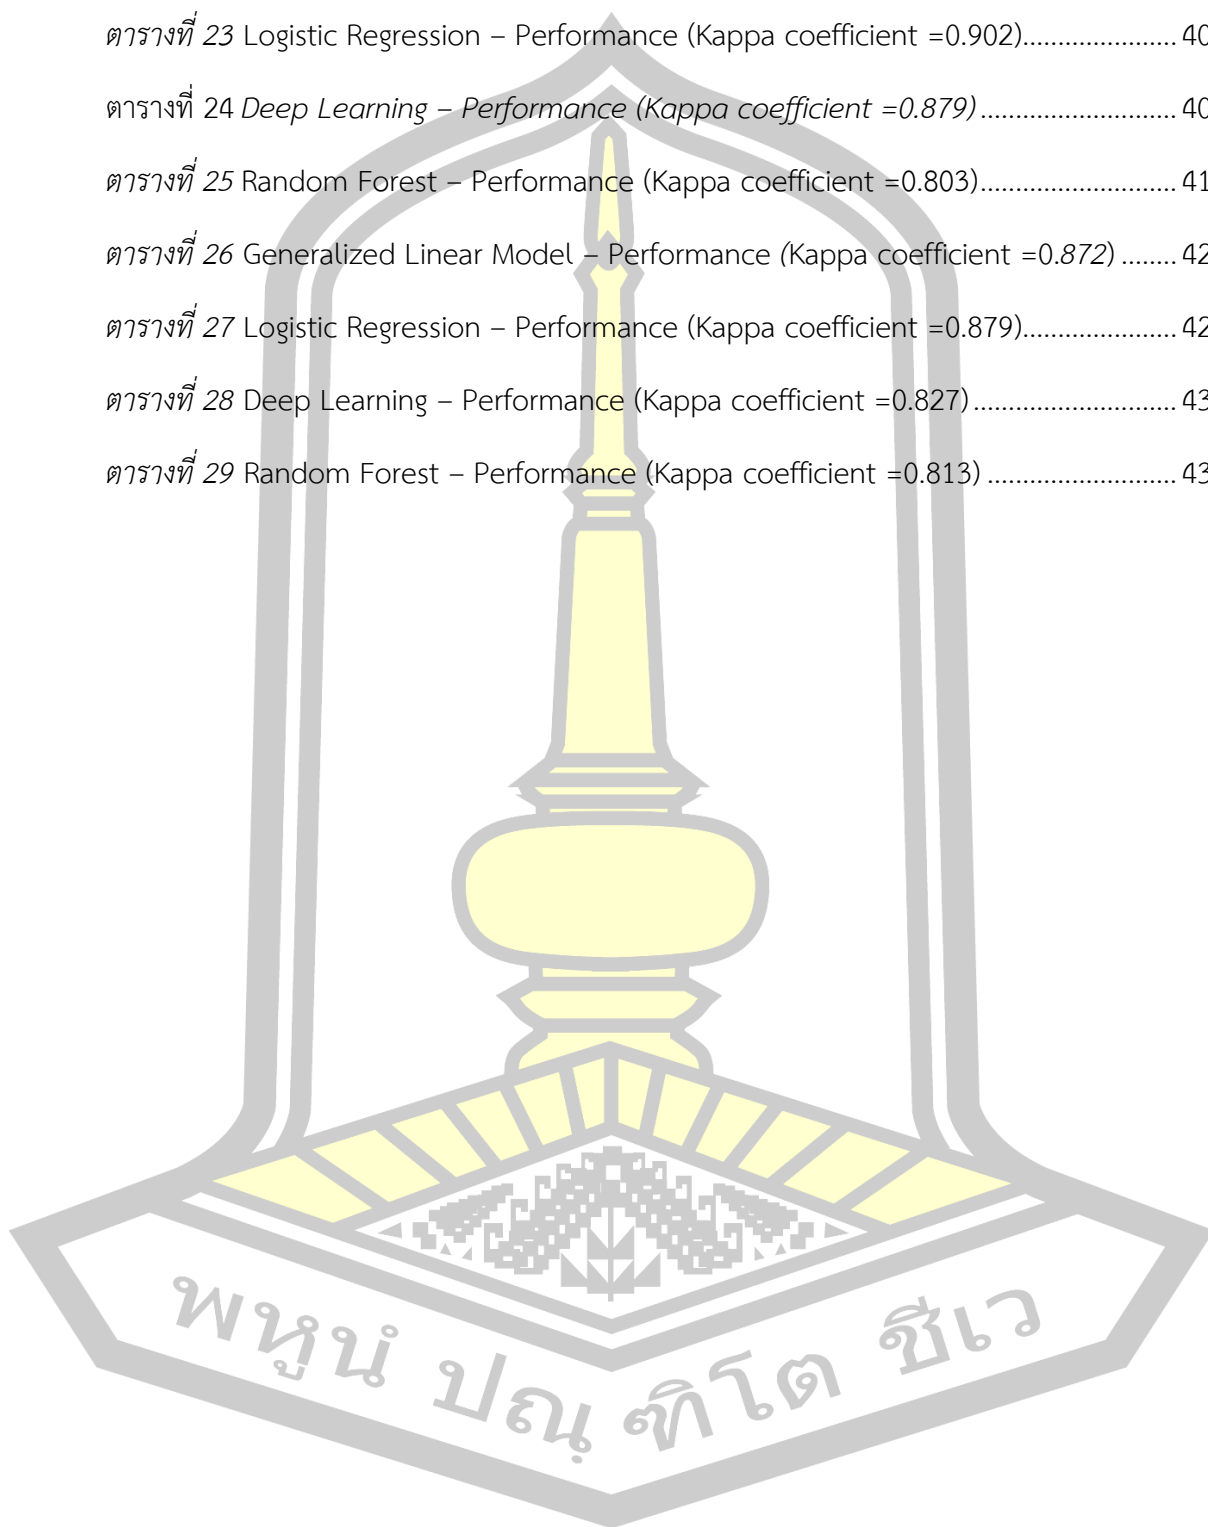 ตารางที่ 23 Logistic Regression – Performance (Kappa coefficient =0.902)........................ 40
ตารางที่ 24 Deep Learning – Performance (Kappa coefficient =0.879)............................. 40
ตารางที่ 25 Random Forest – Performance (Kappa coefficient =0.803)............................. 41
ตารางที่ 26 Generalized Linear Model – Performance (Kappa coefficient =0.872)........ 42
ตารางที่ 27 Logistic Regression – Performance (Kappa coefficient =0.879)........................ 42
ตารางที่ 28 Deep Learning – Performance (Kappa coefficient =0.827).............................. 43
ตารางที่ 29 Random Forest – Performance (Kappa coefficient =0.813)............................ 43
พหูนํ ปณฺฑิโต ชีเว